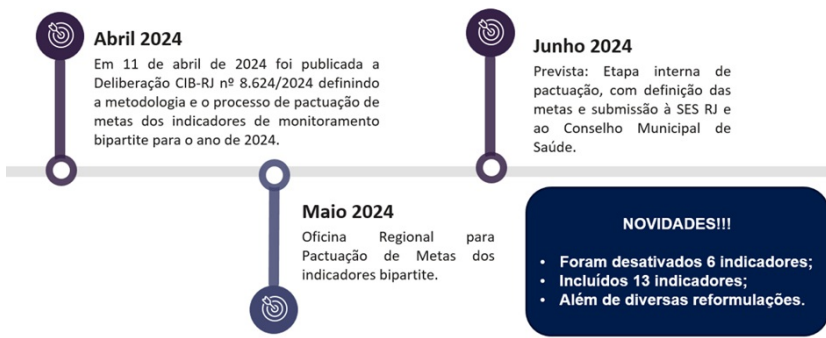 Abril 2024
Em 11 de abril de 2024 foi publicada a
Deliberação CIB-RJ nº 8.624/2024 definindo
a metodologia e o processo de pactuação de
metas dos indicadores de monitoramento
bipartite para o ano de 2024.
Maio 2024
Oficina Regional para
Pactuação de Metas dos
indicadores bipartite.
Junho 2024
Prevista: Etapa interna de
pactuação, com definição das
metas e submissão à SES RJ e
ao Conselho Municipal de
Saúde.
NOVIDADES!!!
• Foram desativados 6 indicadores;
• Incluídos 13 indicadores;
• Além de diversas reformulações.